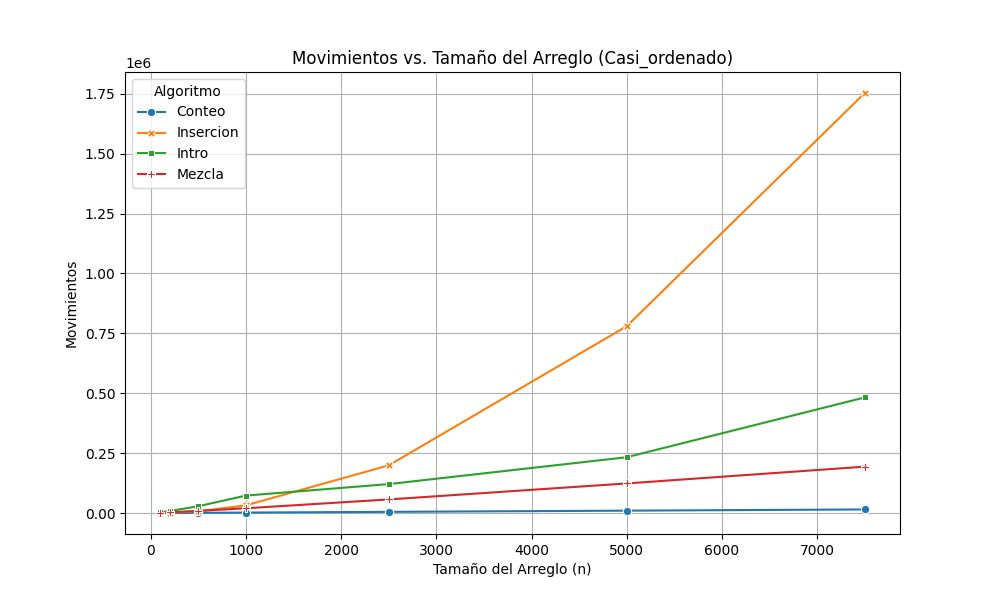 Movimientos vs. Tamaño del Arreglo (Casi_ordenado)
1e6
Algoritmo
Conteo
Insercion
Intro
Mezcla
Movimientos
1.75
1.50
1.25
1.00
0.75
0.50
0.25
0.00
0 1000 2000 3000 4000 5000 6000 7000
Tamaño del Arreglo (n)